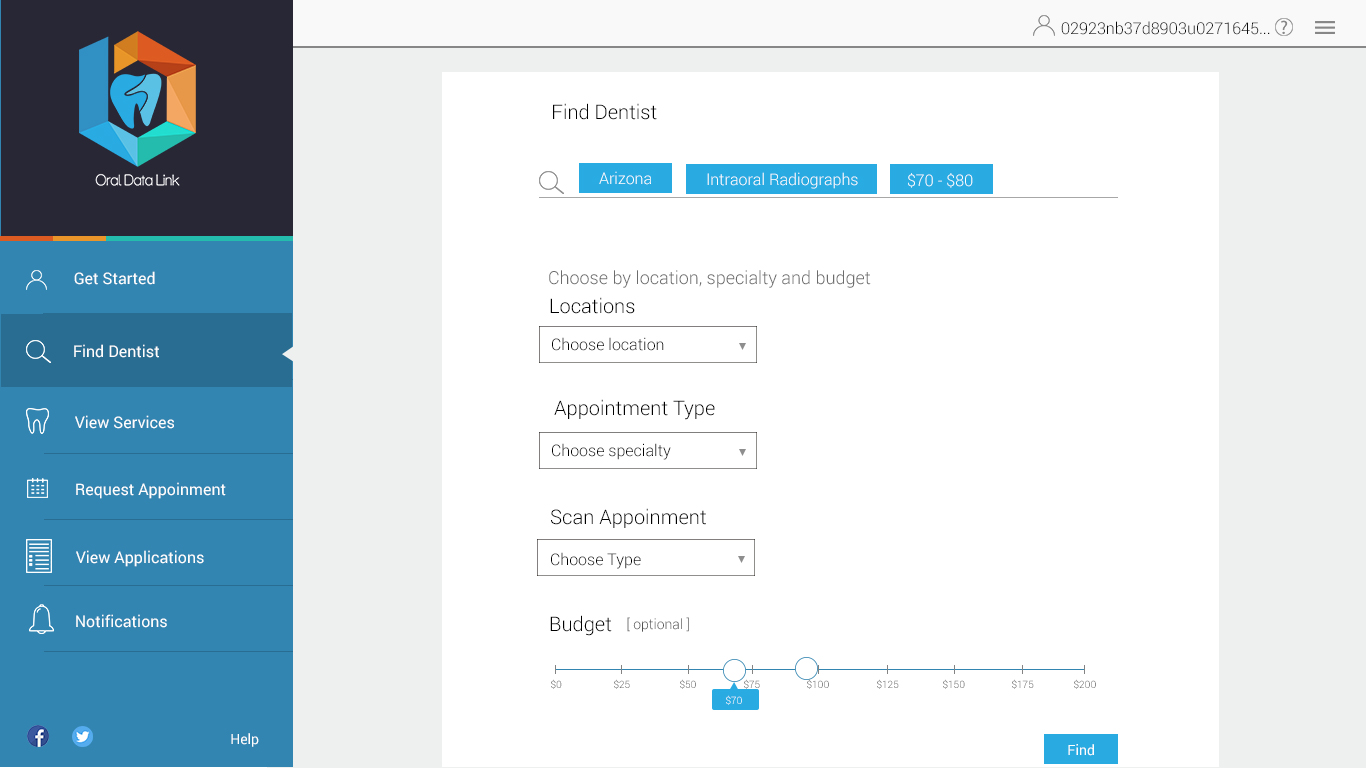 Oral Data Link
Get Started
Find Dentist
View Services
Request Appoinment
View Applications
Notifications
Help
02923nb37d8903u0271645... ?
Find Dentist
Arizona Intraoral Radiographs $70 - $80
Choose by location, specialty and budget
Locations
Choose location
Appointment Type
Choose specialty
Scan Appoinment
Choose Type
Budget [ optional ]
$0 $25 $50 $75 $100 $125 $150 $175 $200
$70
Find